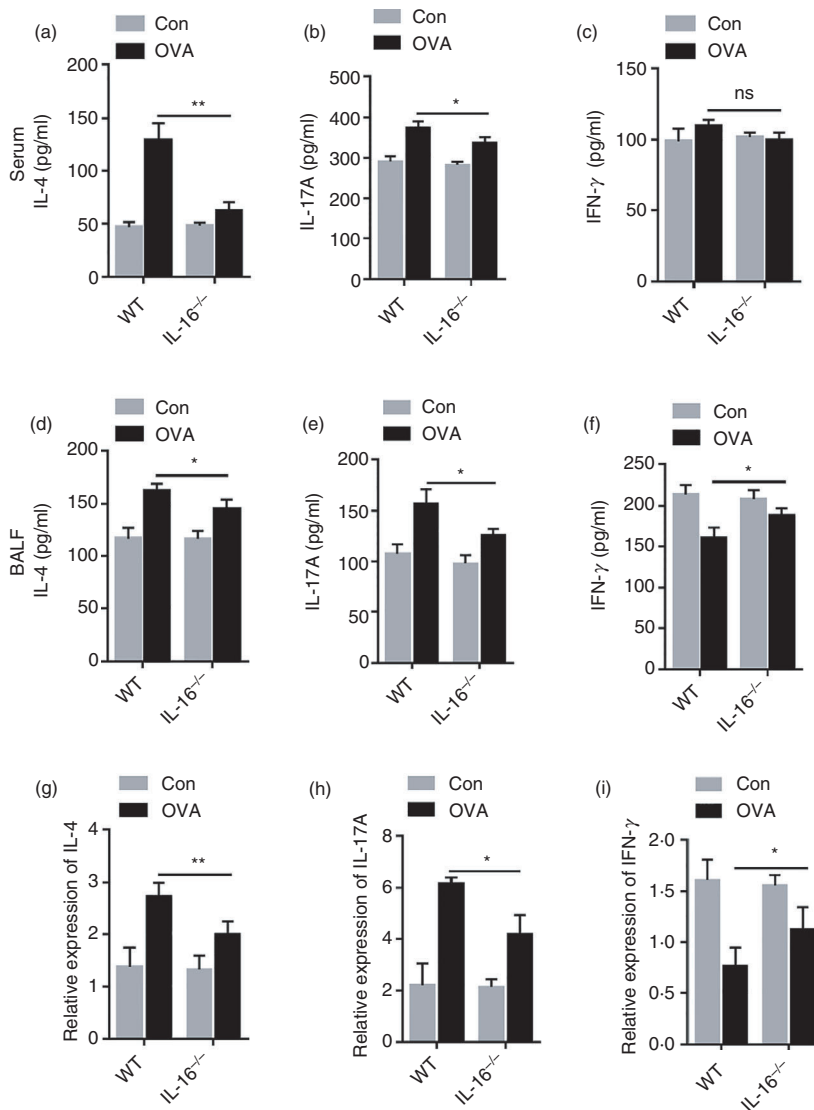 (a)
Con
OVA
Serum
IL-4 (pg/ml)
200
150
100
50
0
**
WT
IL-16⁻/⁻
(b)
Con
OVA
IL-17A (pg/ml)
500
400
300
200
100
0
*
WT
IL-16⁻/⁻
(c)
Con
OVA
IFN-γ (pg/ml)
150
100
50
0
ns
WT
IL-16⁻/⁻
(d)
Con
OVA
BALF
IL-4 (pg/ml)
200
150
100
50
0
*
WT
IL-16⁻/⁻
(e)
Con
OVA
IL-17A (pg/ml)
200
150
100
50
0
*
WT
IL-16⁻/⁻
(f)
Con
OVA
IFN-γ (pg/ml)
250
200
150
100
50
0
*
WT
IL-16⁻/⁻
(g)
Con
OVA
Relative expression of IL-4
4
3
2
1
0
**
WT
IL-16⁻/⁻
(h)
Con
OVA
Relative expression of IL-17A
8
6
4
2
0
*
WT
IL-16⁻/⁻
(i)
Con
OVA
Relative expression of IFN-γ
2·0
1·5
1·0
0·5
0·0
*
WT
IL-16⁻/⁻